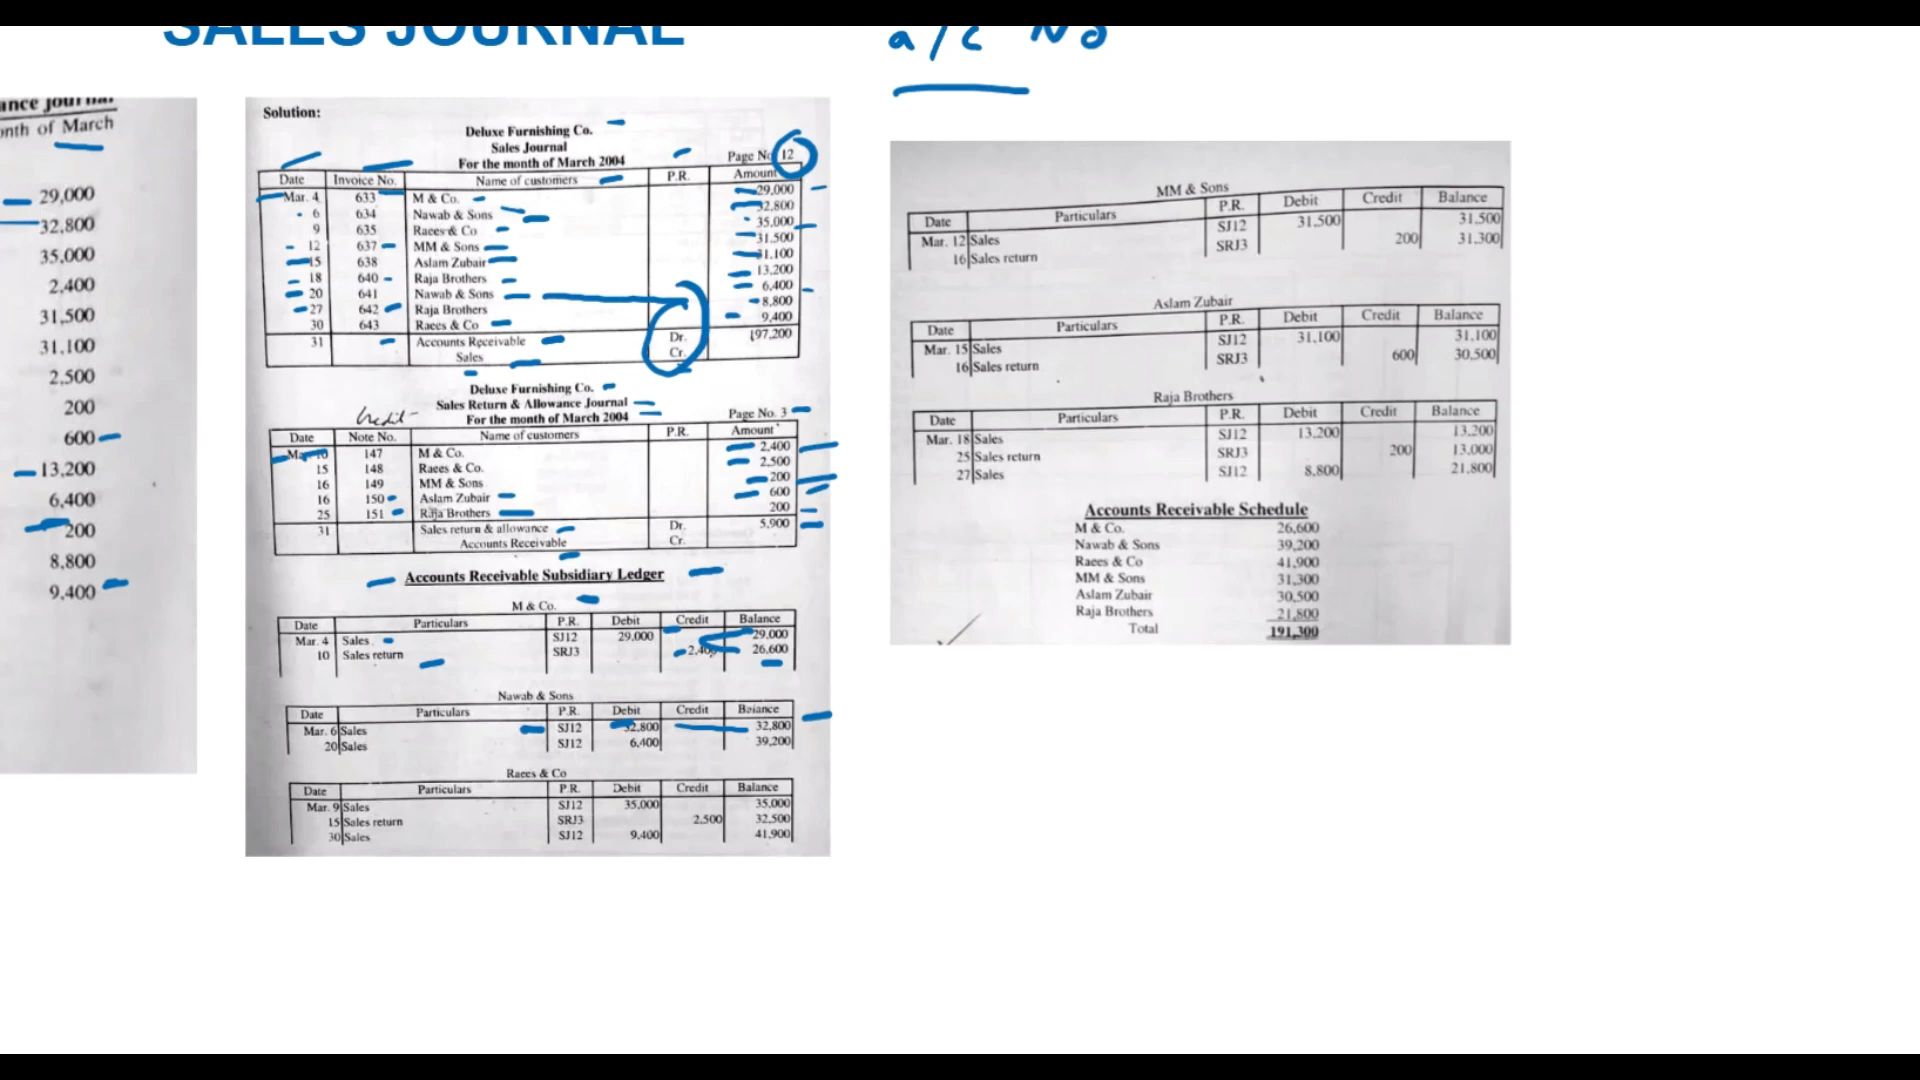 SALES JOURNAL
a/c No
ance Journal
onth of March
29,000
32,800
35,000
2,400
31,500
31,100
2,500
200
600
13,200
6,400
200
8,800
9,400
Solution:
Deluxe Furnishing Co.
Sales Journal
For the month of March 2004
Page No 12
Date Invoice No. Name of customers P.R. Amount
Mar. 4 633 M & Co. 29,000
6 634 Nawab & Sons 32,800
9 635 Raees & Co 35,000
12 637 MM & Sons 31,500
15 638 Aslam Zubair 31,100
18 640 Raja Brothers 13,200
20 641 Nawab & Sons 6,400
27 642 Raja Brothers 8,800
30 643 Raees & Co 9,400
31 Accounts Receivable Dr. 197,200
Sales Cr.
Deluxe Furnishing Co.
Sales Return & Allowance Journal
For the month of March 2004
Page No. 3
Credit
Date Note No. Name of customers P.R. Amount
Mar 10 147 M & Co. 2,400
15 148 Raees & Co. 2,500
16 149 MM & Sons 200
16 150 Aslam Zubair 600
25 151 Raja Brothers 200
31 Sales return & allowance Dr. 5,900
Accounts Receivable Cr.
Accounts Receivable Subsidiary Ledger
M & Co.
Date Particulars P.R. Debit Credit Balance
Mar. 4 Sales SJ12 29,000 29,000
10 Sales return SRJ3 2,400 26,600
Nawab & Sons
Date Particulars P.R. Debit Credit Balance
Mar. 6 Sales SJ12 32,800 32,800
20 Sales SJ12 6,400 39,200
Raees & Co
Date Particulars P.R. Debit Credit Balance
Mar. 9 Sales SJ12 35,000 35,000
15 Sales return SRJ3 2,500 32,500
30 Sales SJ12 9,400 41,900
MM & Sons
Date Particulars P.R. Debit Credit Balance
Mar. 12 Sales SJ12 31,500 31,500
16 Sales return SRJ3 200 31,300
Aslam Zubair
Date Particulars P.R. Debit Credit Balance
Mar. 15 Sales SJ12 31,100 31,100
16 Sales return SRJ3 600 30,500
Raja Brothers
Date Particulars P.R. Debit Credit Balance
Mar. 18 Sales SJ12 13,200 13,200
25 Sales return SRJ3 200 13,000
27 Sales SJ12 8,800 21,800
Accounts Receivable Schedule
M & Co. 26,600
Nawab & Sons 39,200
Raees & Co 41,900
MM & Sons 31,300
Aslam Zubair 30,500
Raja Brothers 21,800
Total 191,300